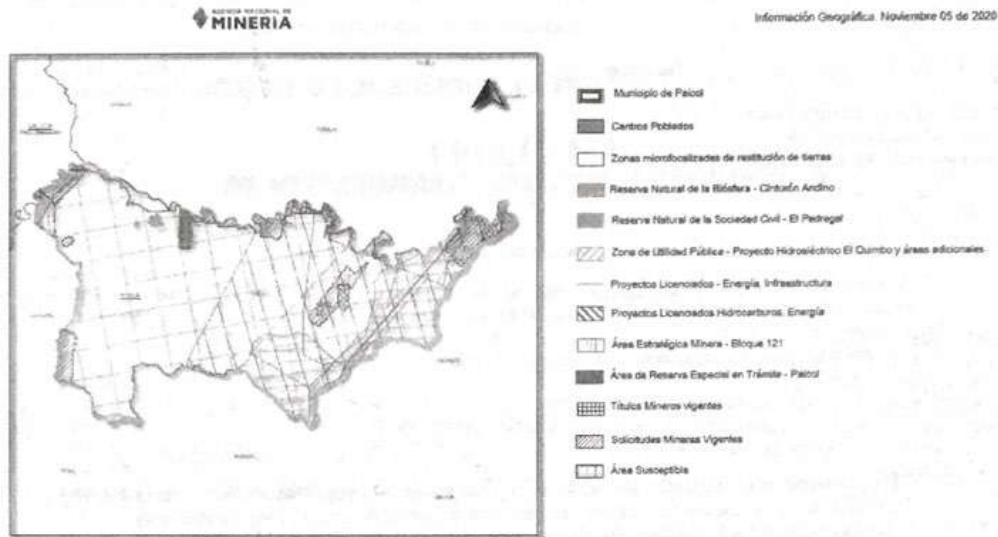 AGENCIA NACIONAL DE
MINERÍA
Información Geográfica. Noviembre 05 de 2020
Municipio de Paicol
Centros Poblados
Zonas microfocalizadas de restitución de tierras
Reserva Natural de la Biósfera - Cinturón Andino
Reserva Natural de la Sociedad Civil - El Pedregal
Zona de Utilidad Pública - Proyecto Hidroeléctrico El Quimbo y áreas adicionales
Proyectos Licenciados - Energía, Infraestructura
Proyectos Licenciados Hidrocarburos, Energía
Área Estratégica Minera - Bloque 121
Área de Reserva Especial en Trámite - Paicol
Títulos Mineros vigentes
Solicitudes Mineras Vigentes
Área Susceptible